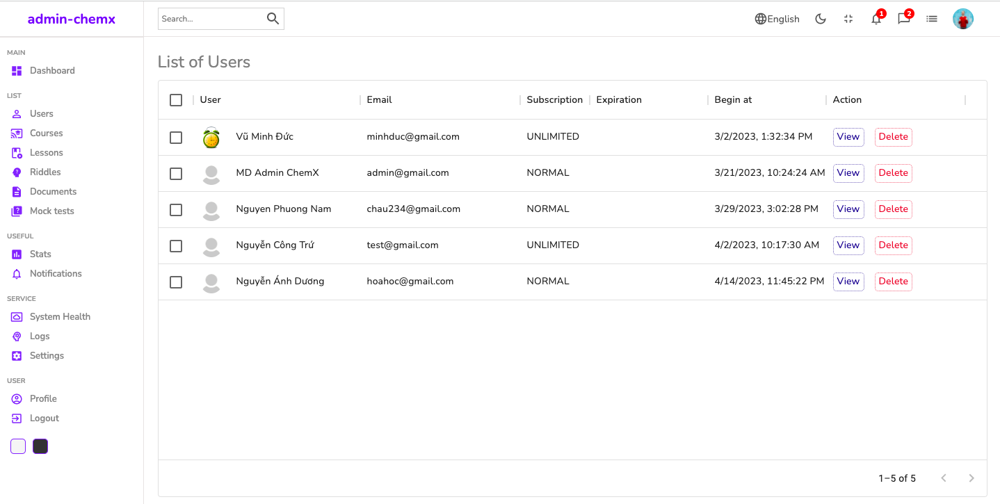 admin-chemx
Search...
English
1
2
MAIN
Dashboard
LIST
Users
Courses
Lessons
Riddles
Documents
Mock tests
USEFUL
Stats
Notifications
SERVICE
System Health
Logs
Settings
USER
Profile
Logout
List of Users
User Email Subscription Expiration Begin at Action
Vũ Minh Đức minhduc@gmail.com UNLIMITED 3/2/2023, 1:32:34 PM View Delete
MD Admin ChemX admin@gmail.com NORMAL 3/21/2023, 10:24:24 AM View Delete
Nguyen Phuong Nam chau234@gmail.com NORMAL 3/29/2023, 3:02:28 PM View Delete
Nguyễn Công Trứ test@gmail.com UNLIMITED 4/2/2023, 10:17:30 AM View Delete
Nguyễn Ánh Dương hoahoc@gmail.com NORMAL 4/14/2023, 11:45:22 PM View Delete
1–5 of 5